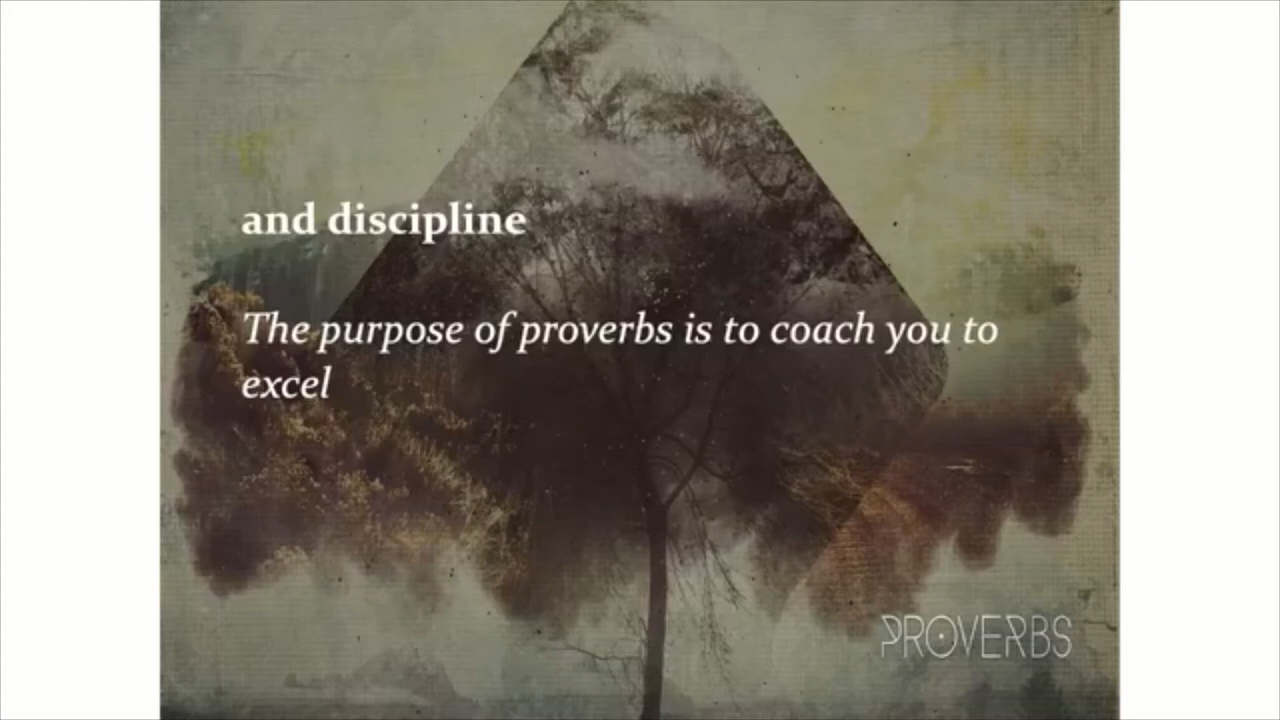 and discipline
The purpose of proverbs is to coach you to
excel
PROVERBS